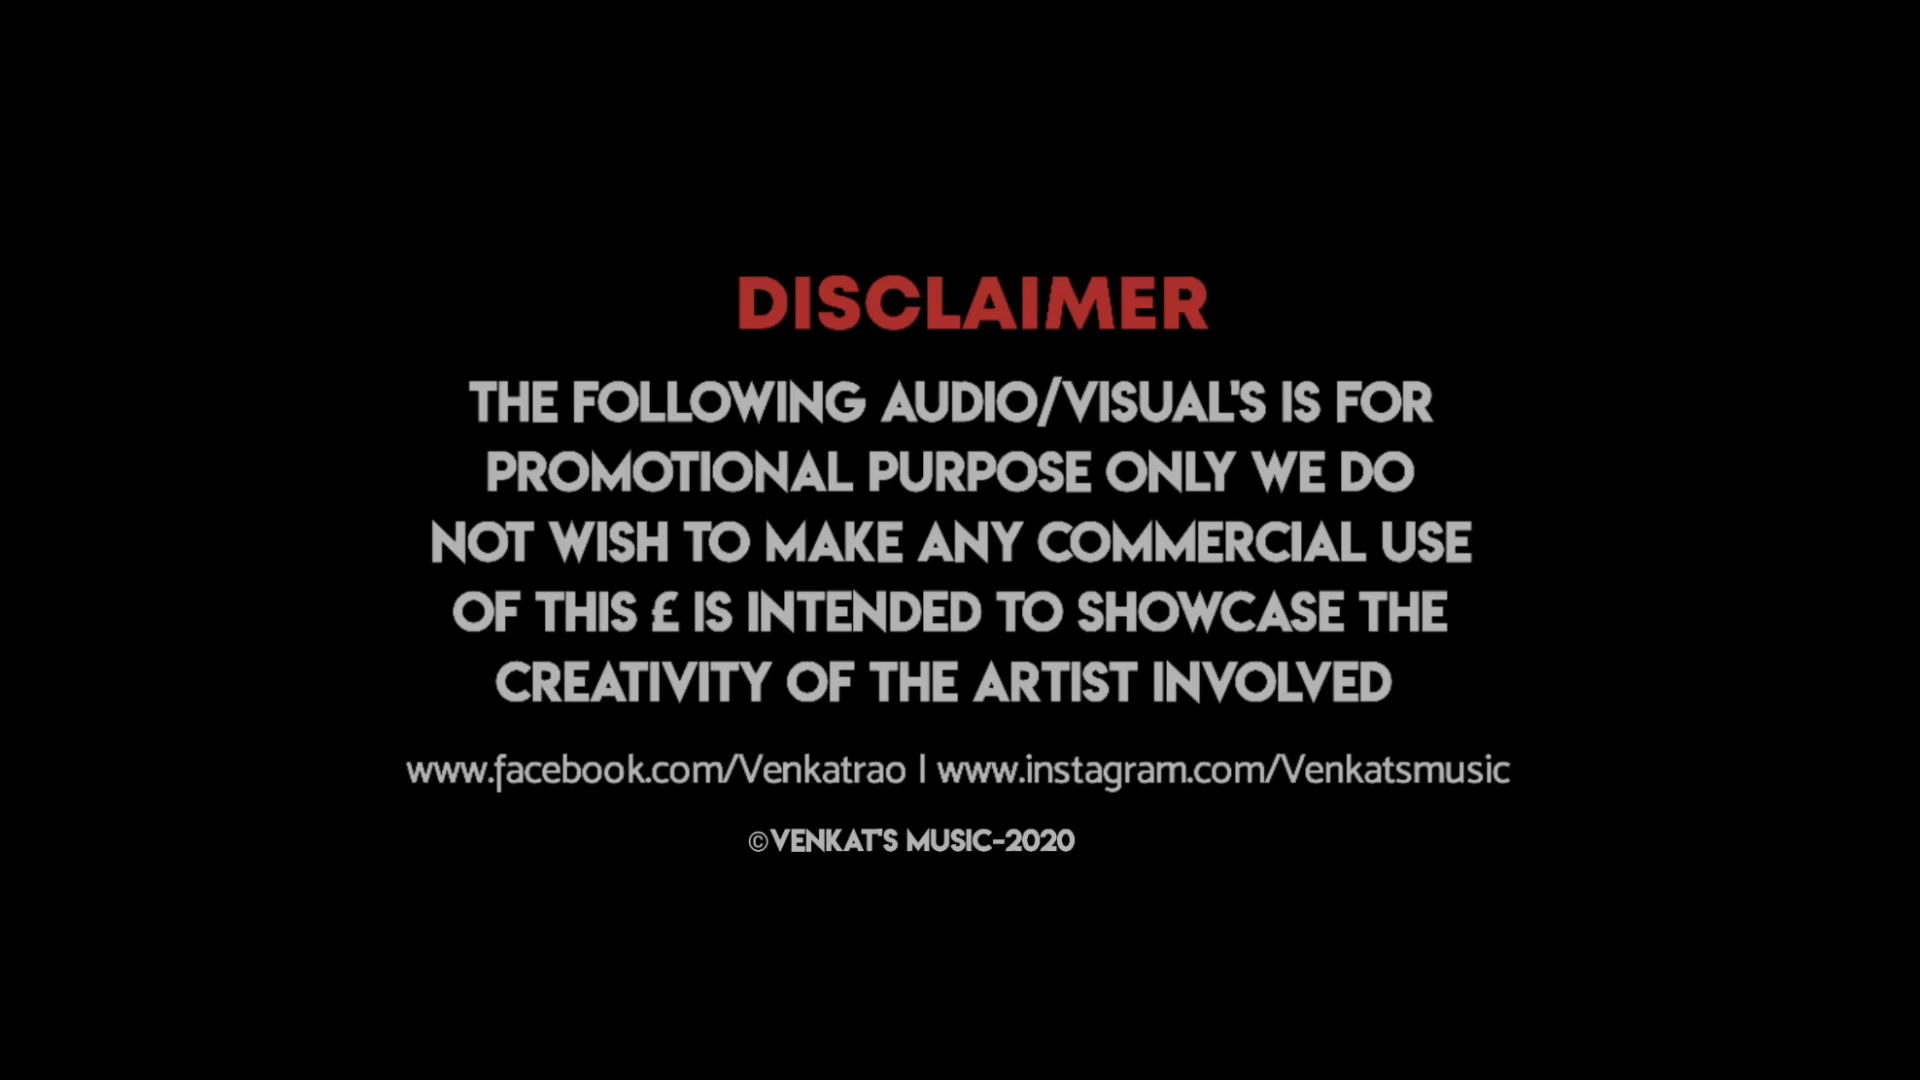 DISCLAIMER
THE FOLLOWING AUDIO/VISUAL'S IS FOR
PROMOTIONAL PURPOSE ONLY WE DO
NOT WISH TO MAKE ANY COMMERCIAL USE
OF THIS £ IS INTENDED TO SHOWCASE THE
CREATIVITY OF THE ARTIST INVOLVED
www.facebook.com/Venkatrao | www.instagram.com/Venkatsmusic
©VENKAT'S MUSIC-2020